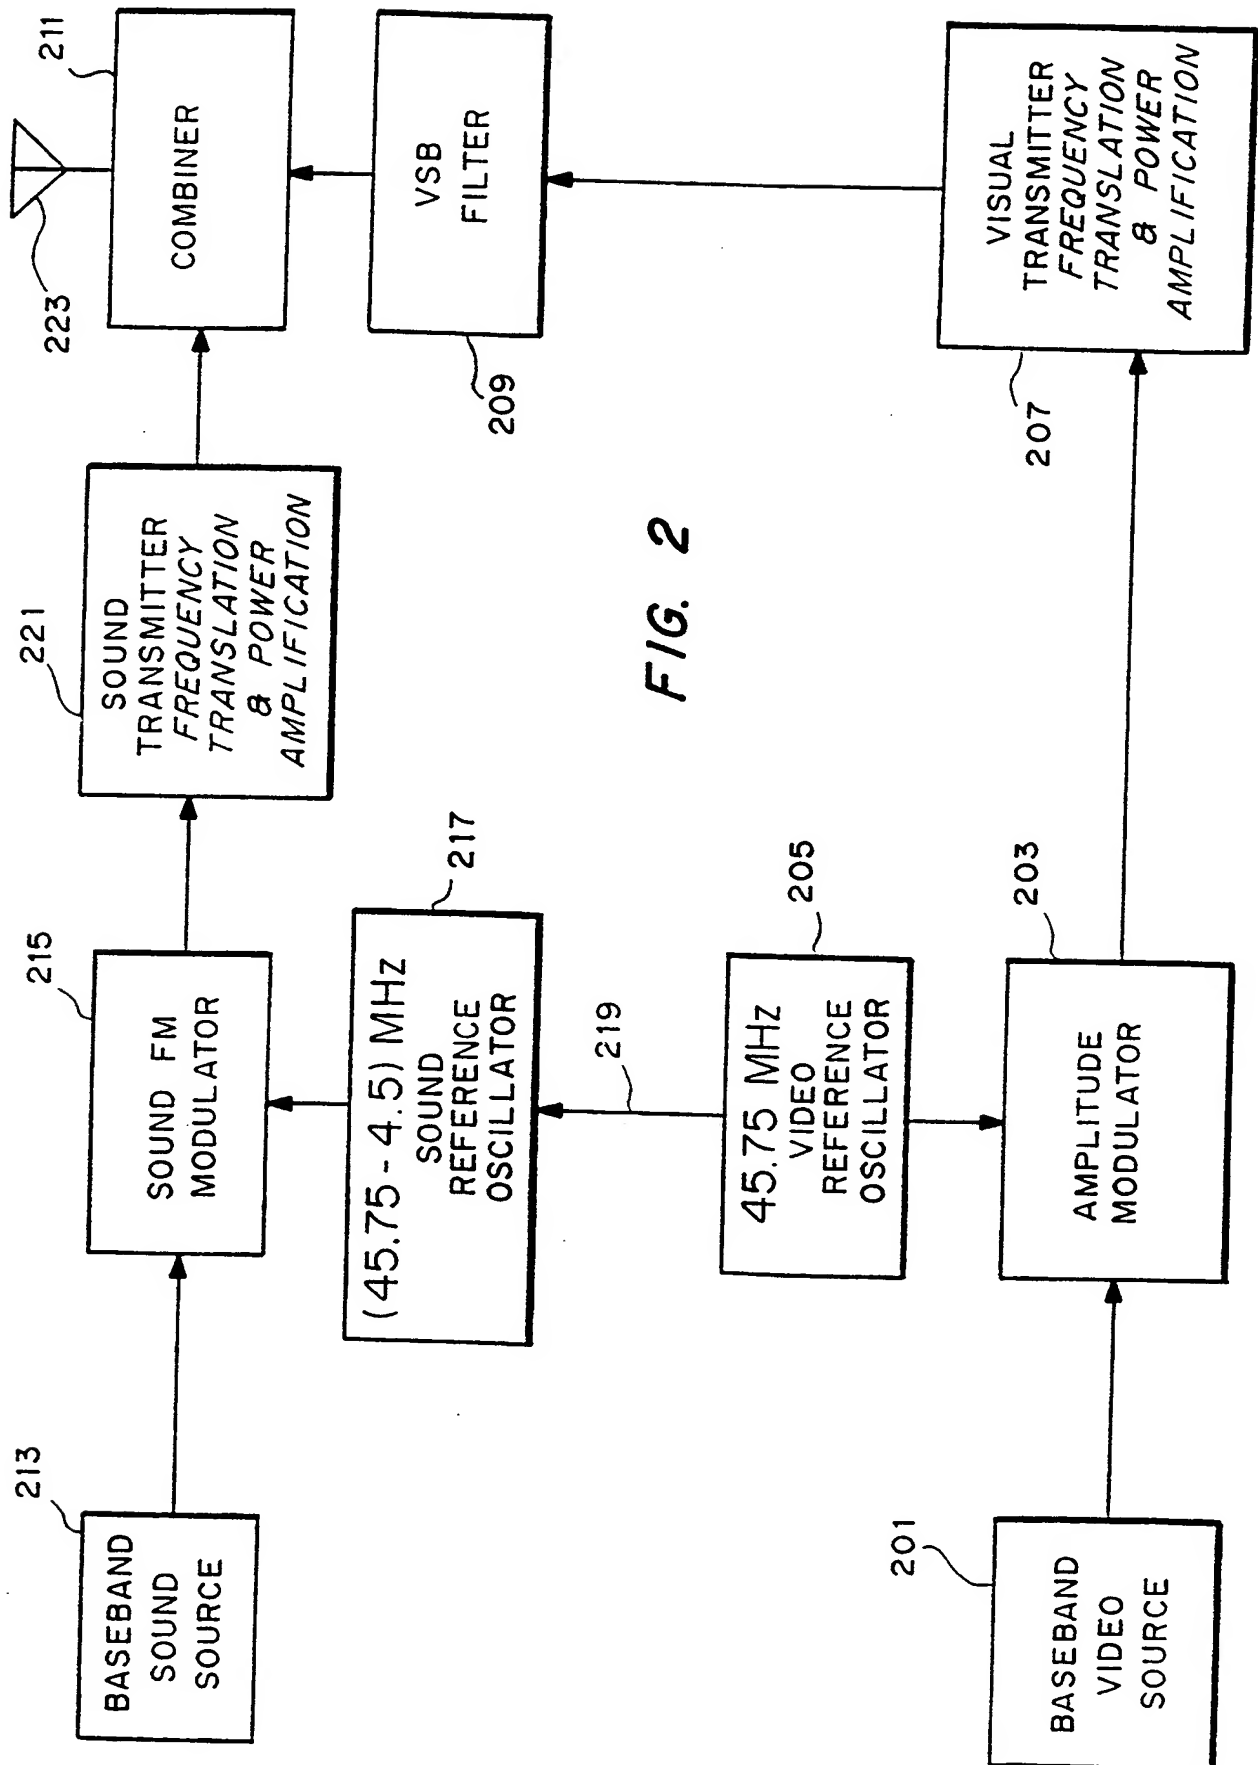 213
BASEBAND
SOUND
SOURCE
215
SOUND FM
MODULATOR
221
SOUND
TRANSMITTER
FREQUENCY
TRANSLATION
& POWER
AMPLIFICATION
211
COMBINER
223
217
(45.75 - 4.5) MHz
SOUND
REFERENCE
OSCILLATOR
VSB
FILTER
209
219
FIG. 2
205
45.75 MHz
VIDEO
REFERENCE
OSCILLATOR
201
BASEBAND
VIDEO
SOURCE
203
AMPLITUDE
MODULATOR
207
VISUAL
TRANSMITTER
FREQUENCY
TRANSLATION
& POWER
AMPLIFICATION